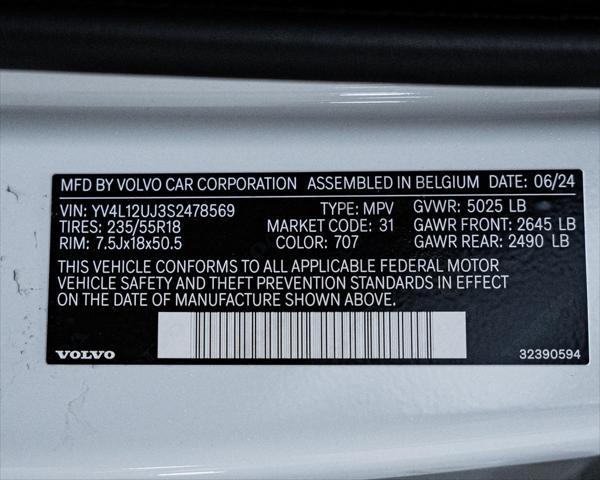 MFD BY VOLVO CAR CORPORATION ASSEMBLED IN BELGIUM DATE: 06/24
VIN: YV4L12UJ3S2478569 TYPE: MPV GVWR: 5025 LB
TIRES: 235/55R18 MARKET CODE: 31 GAWR FRONT: 2645 LB
RIM: 7.5Jx18x50.5 COLOR: 707 GAWR REAR: 2490 LB
THIS VEHICLE CONFORMS TO ALL APPLICABLE FEDERAL MOTOR
VEHICLE SAFETY AND THEFT PREVENTION STANDARDS IN EFFECT
ON THE DATE OF MANUFACTURE SHOWN ABOVE.
VOLVO 32390594